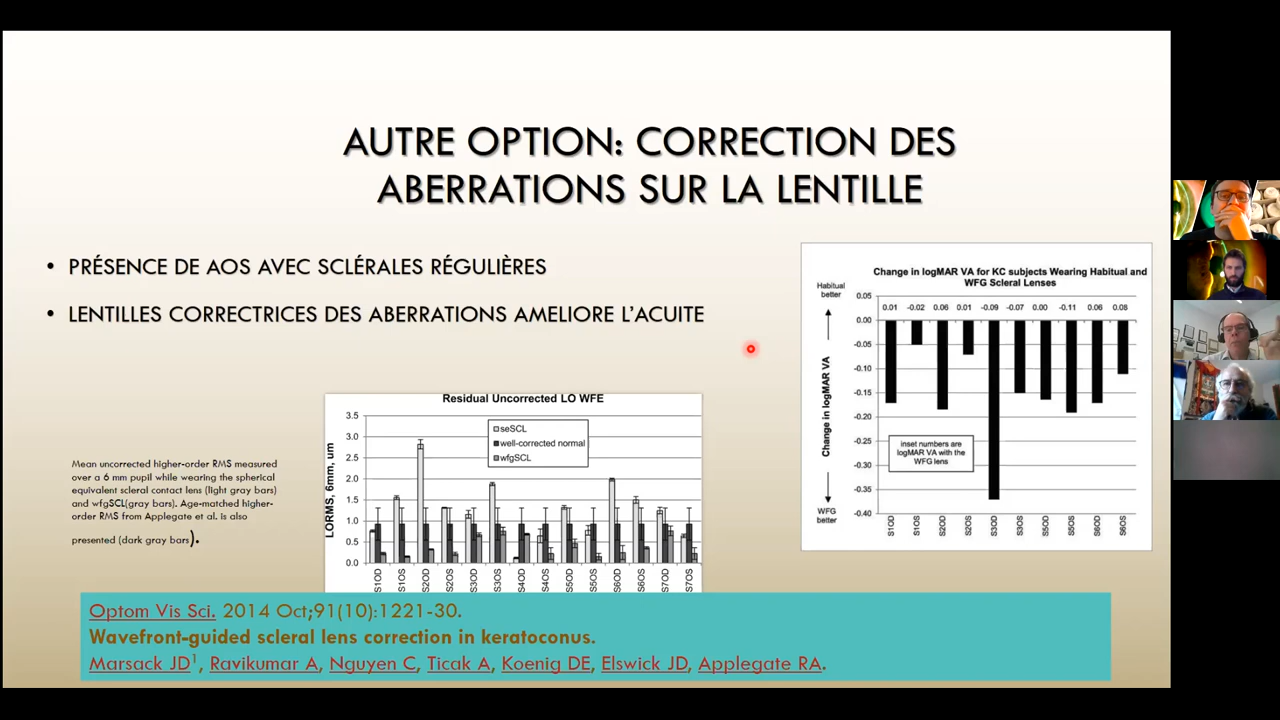 AUTRE OPTION: CORRECTION DES
ABERRATIONS SUR LA LENTILLE
• PRÉSENCE DE AOS AVEC SCLÉRALES RÉGULIÈRES
• LENTILLES CORRECTRICES DES ABERRATIONS AMELIORE L'ACUITE
Change in logMAR VA for KC subjects Wearing Habitual and
WFG Scleral Lenses
Habitual
better
Change in logMAR VA
WFG
better
0.05
0.00
-0.05
-0.10
-0.15
-0.20
-0.25
-0.30
-0.35
-0.40
0.01 -0.02 0.06 0.01 -0.09 -0.07 0.00 -0.11 0.06 0.08
inset numbers are
logMAR VA with the
WFG lens
S1OD S1OS S2OD S2OS S3OD S3OS S5OD S5OS S6OD S6OS
Residual Uncorrected LO WFE
LORMS, 6mm, um
3.5
3.0
2.5
2.0
1.5
1.0
0.5
0.0
seSCL
well-corrected normal
wfgSCL
S1OD S1OS S2OD S2OS S3OD S3OS S4OD S4OS S5OD S5OS S6OD S6OS S7OD S7OS
Mean uncorrected higher-order RMS measured
over a 6 mm pupil while wearing the spherical
equivalent scleral contact lens (light gray bars)
and wfgSCL(gray bars). Age-matched higher-
order RMS from Applegate et al. is also
presented (dark gray bars).
Optom Vis Sci. 2014 Oct;91(10):1221-30.
Wavefront-guided scleral lens correction in keratoconus.
Marsack JD1, Ravikumar A, Nguyen C, Ticak A, Koenig DE, Elswick JD, Applegate RA.